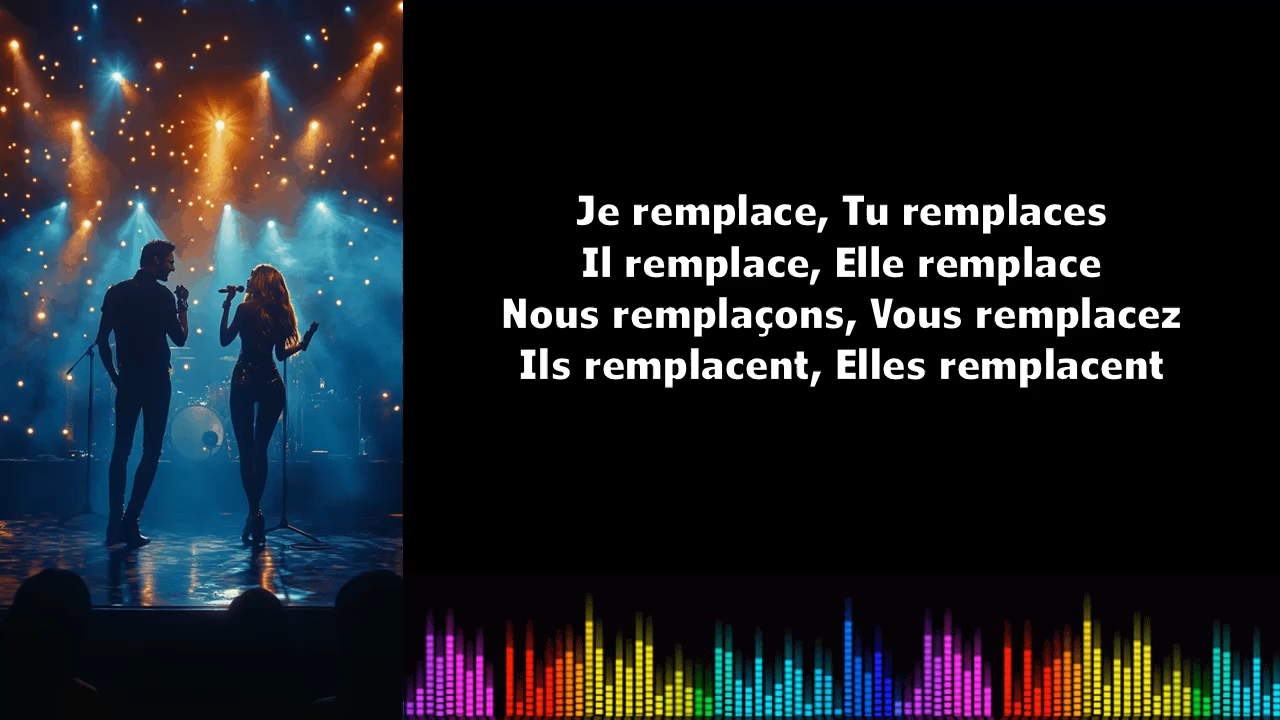 Je remplace, Tu remplaces
Il remplace, Elle remplace
Nous remplaçons, Vous remplacez
Ils remplacent, Elles remplacent